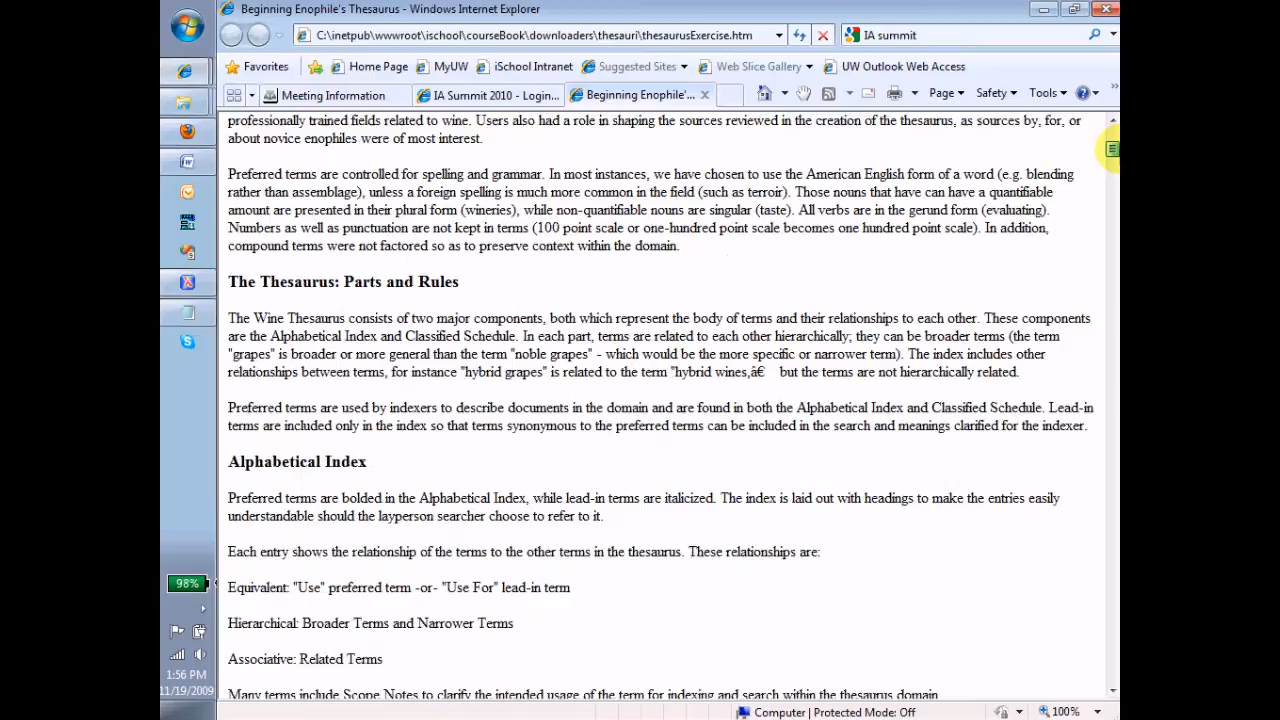 Beginning Enophile's Thesaurus - Windows Internet Explorer
C:\inetpub\wwwroot\ischool\courseBook\downloaders\thesauri\thesaurusExercise.htm
IA summit
Favorites
Home Page
MyUW
iSchool Intranet
Suggested Sites
Web Slice Gallery
UW Outlook Web Access
Meeting Information
IA Summit 2010 - Login...
Beginning Enophile'...
Page
Safety
Tools
professionally trained fields related to wine. Users also had a role in shaping the sources reviewed in the creation of the thesaurus, as sources by, for, or
about novice enophiles were of most interest.
Preferred terms are controlled for spelling and grammar. In most instances, we have chosen to use the American English form of a word (e.g. blending
rather than assemblage), unless a foreign spelling is much more common in the field (such as terroir). Those nouns that have can have a quantifiable
amount are presented in their plural form (wineries), while non-quantifiable nouns are singular (taste). All verbs are in the gerund form (evaluating).
Numbers as well as punctuation are not kept in terms (100 point scale or one-hundred point scale becomes one hundred point scale). In addition,
compound terms were not factored so as to preserve context within the domain.
The Thesaurus: Parts and Rules
The Wine Thesaurus consists of two major components, both which represent the body of terms and their relationships to each other. These components
are the Alphabetical Index and Classified Schedule. In each part, terms are related to each other hierarchically; they can be broader terms (the term
"grapes" is broader or more general than the term "noble grapes" - which would be the more specific or narrower term). The index includes other
relationships between terms, for instance "hybrid grapes" is related to the term "hybrid wines,â€ but the terms are not hierarchically related.
Preferred terms are used by indexers to describe documents in the domain and are found in both the Alphabetical Index and Classified Schedule. Lead-in
terms are included only in the index so that terms synonymous to the preferred terms can be included in the search and meanings clarified for the indexer.
Alphabetical Index
Preferred terms are bolded in the Alphabetical Index, while lead-in terms are italicized. The index is laid out with headings to make the entries easily
understandable should the layperson searcher choose to refer to it.
Each entry shows the relationship of the terms to the other terms in the thesaurus. These relationships are:
Equivalent: "Use" preferred term -or- "Use For" lead-in term
Hierarchical: Broader Terms and Narrower Terms
Associative: Related Terms
Many terms include Scope Notes to clarify the intended usage of the term for indexing and search within the thesaurus domain
98%
1:56 PM
11/19/2009
Computer | Protected Mode: Off
100%